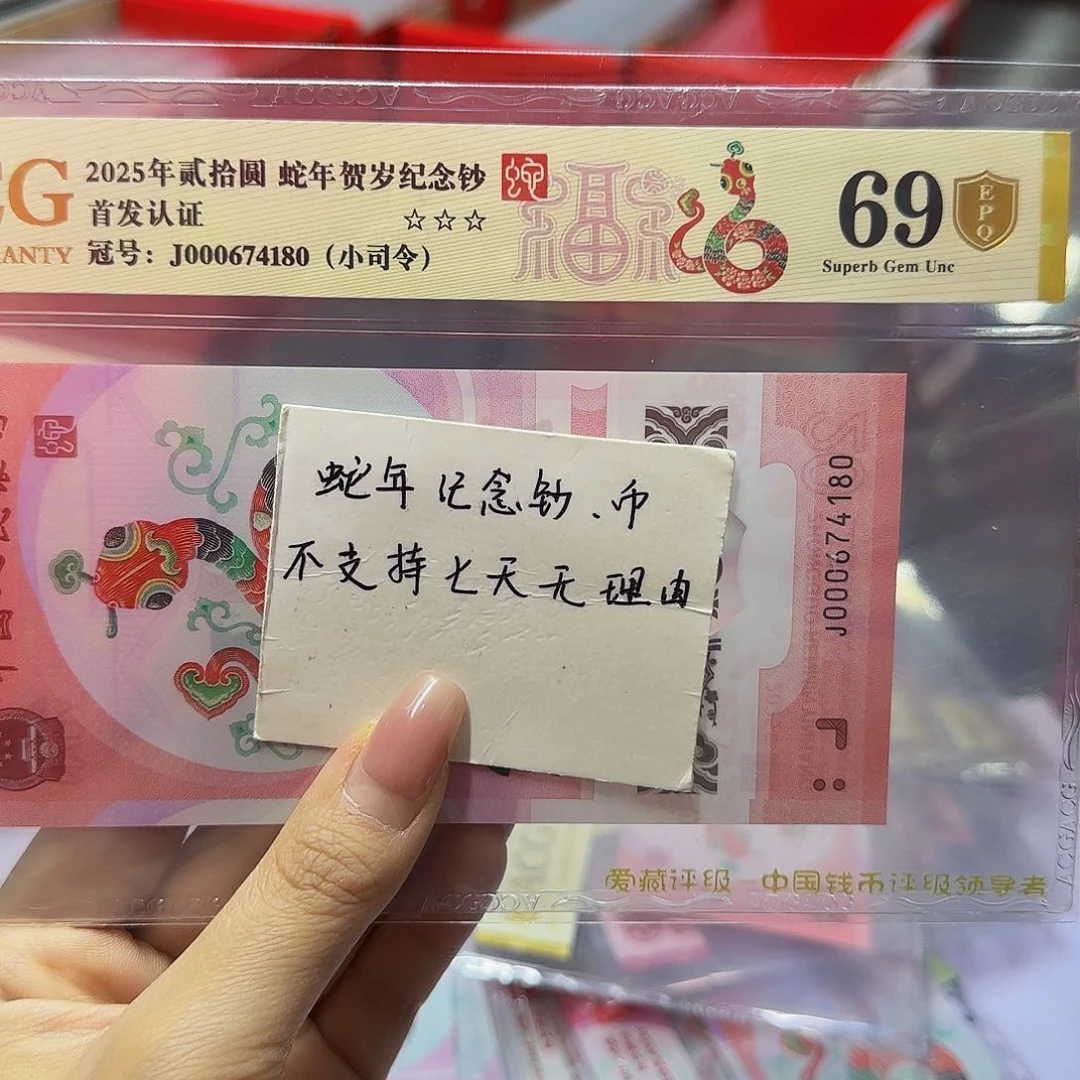 2025年贰拾圆 蛇年贺岁纪念钞
首发认证 ☆☆☆
冠号：J000674180（小司令）
G
ANTY
69
EPQ
Superb Gem Unc
蛇年记念钞、币
不支持七天无理由
J000674180
爱藏评级 中国钱币评级领导者